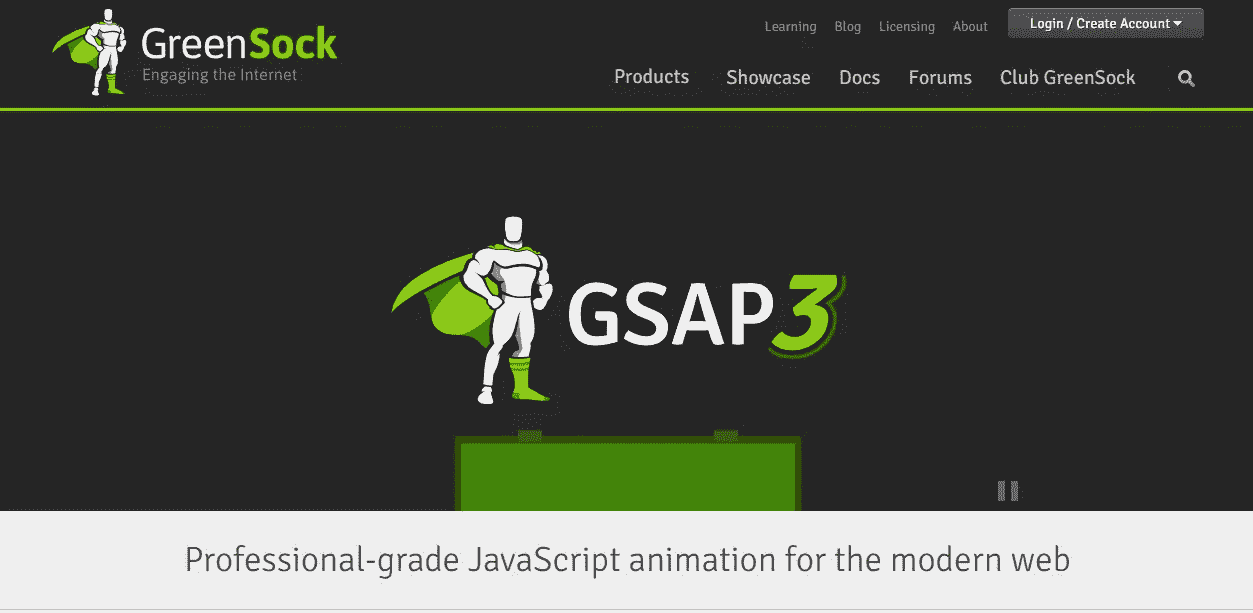 GreenSock
Engaging the Internet
Learning Blog Licensing About Login / Create Account
Products Showcase Docs Forums Club GreenSock
GSAP3
Professional-grade JavaScript animation for the modern web